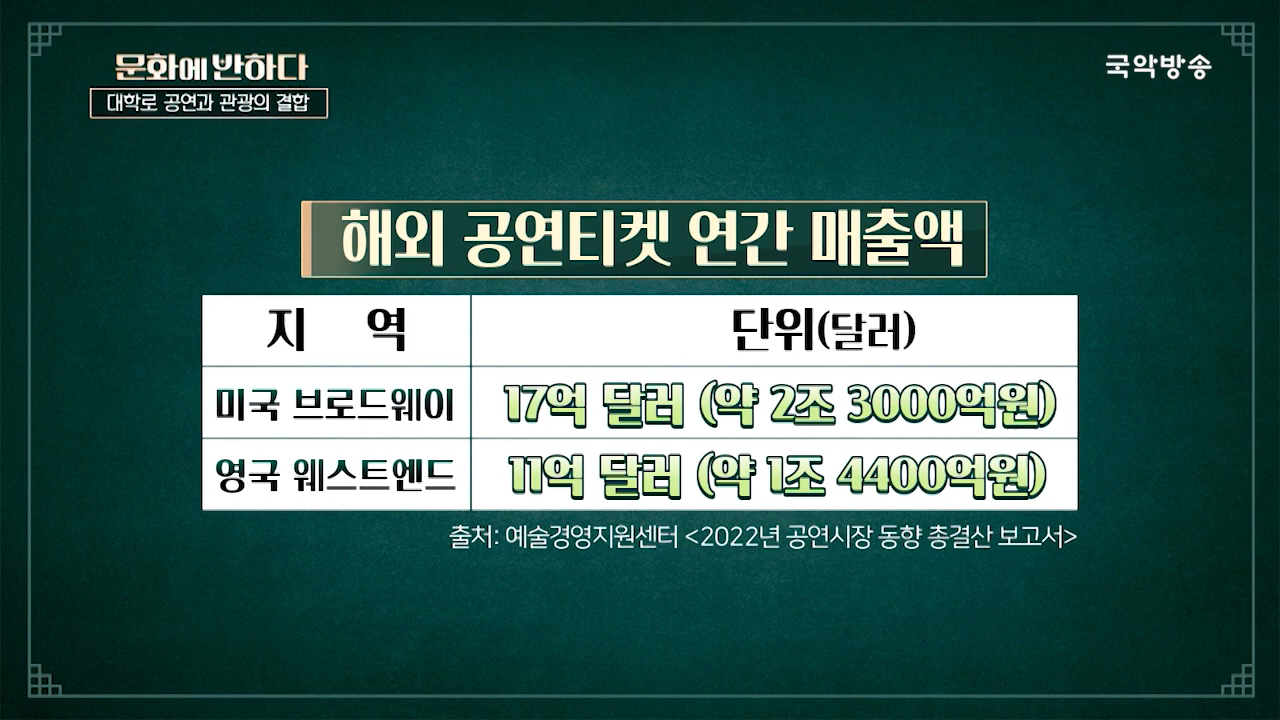 문화에 반하다
대학로 공연과 관광의 결합
국악방송
해외 공연티켓 연간 매출액
지 역 단위(달러)
미국 브로드웨이 17억 달러 (약 2조 3000억원)
영국 웨스트엔드 11억 달러 (약 1조 4400억원)
출처: 예술경영지원센터 <2022년 공연시장 동향 총결산 보고서>